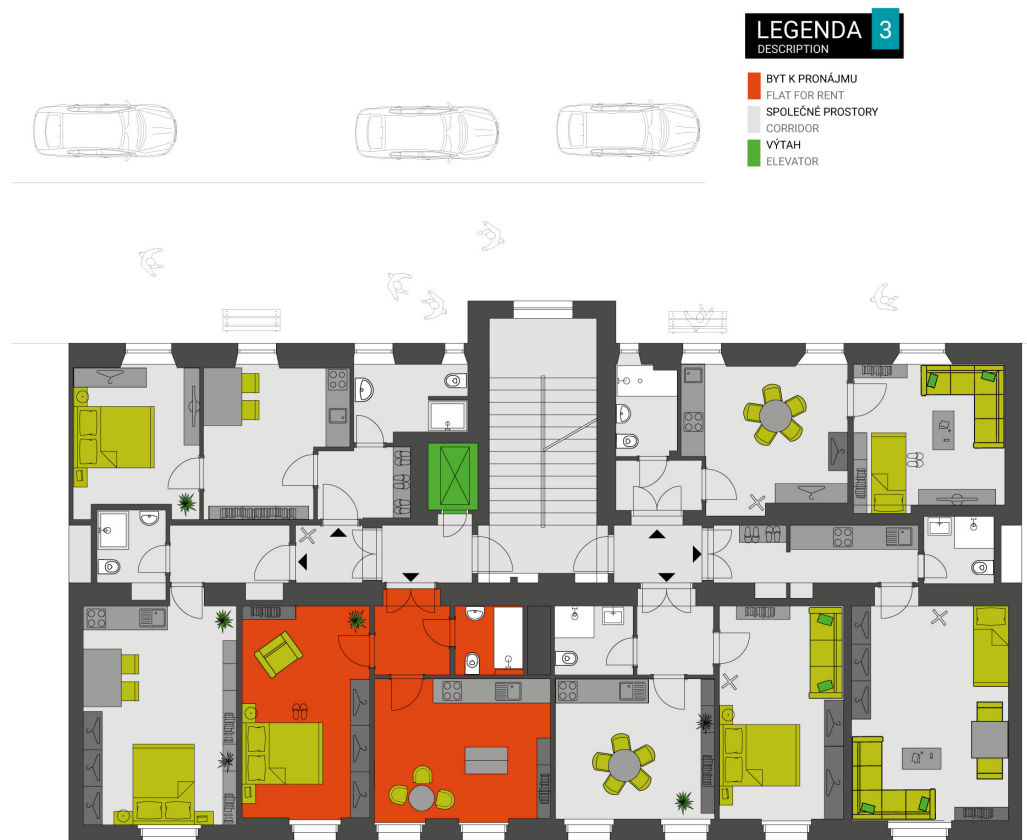 LEGENDA 3
DESCRIPTION
BYT K PRONÁJMU
FLAT FOR RENT
SPOLEČNÉ PROSTORY
CORRIDOR
VÝTAH
ELEVATOR